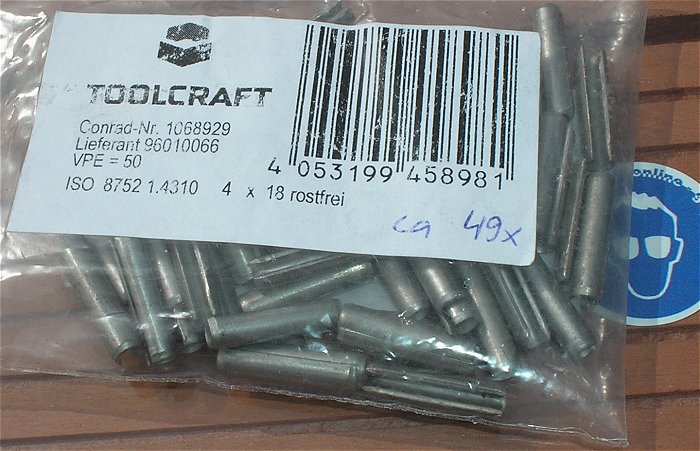 TOOLCRAFT
Conrad-Nr. 1068929
Lieferant 96010066
VPE = 50
4 053199 458981
ISO 8752 1.4310 4 x 18 rostfrei
ca 49x
online